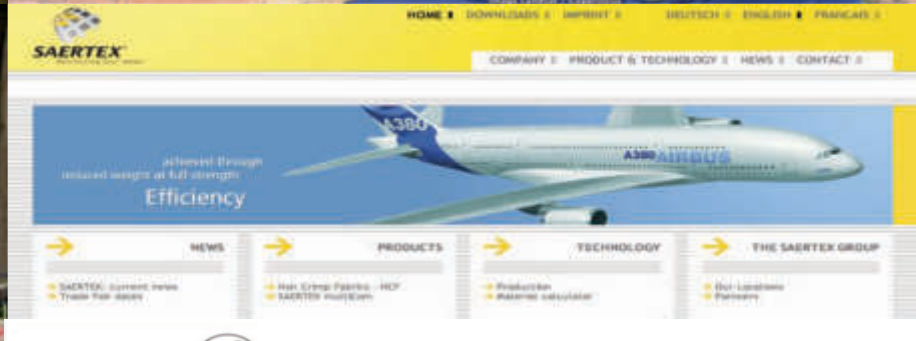 HOME DOWNLOADS IMPRINT DEUTSCH ENGLISH FRANCAIS
SAERTEX
COMPANY PRODUCT & TECHNOLOGY NEWS CONTACT
A380
A380 AIRBUS
achieved through
reduced weight at full strength
Efficiency
NEWS
PRODUCTS
TECHNOLOGY
THE SAERTEX GROUP
SAERTEX: current news
Trade Fair dates
Non Crimp Fabrics - NCF
SAERTEX multiCom
Production
Material calculator
Our Locations
Partners